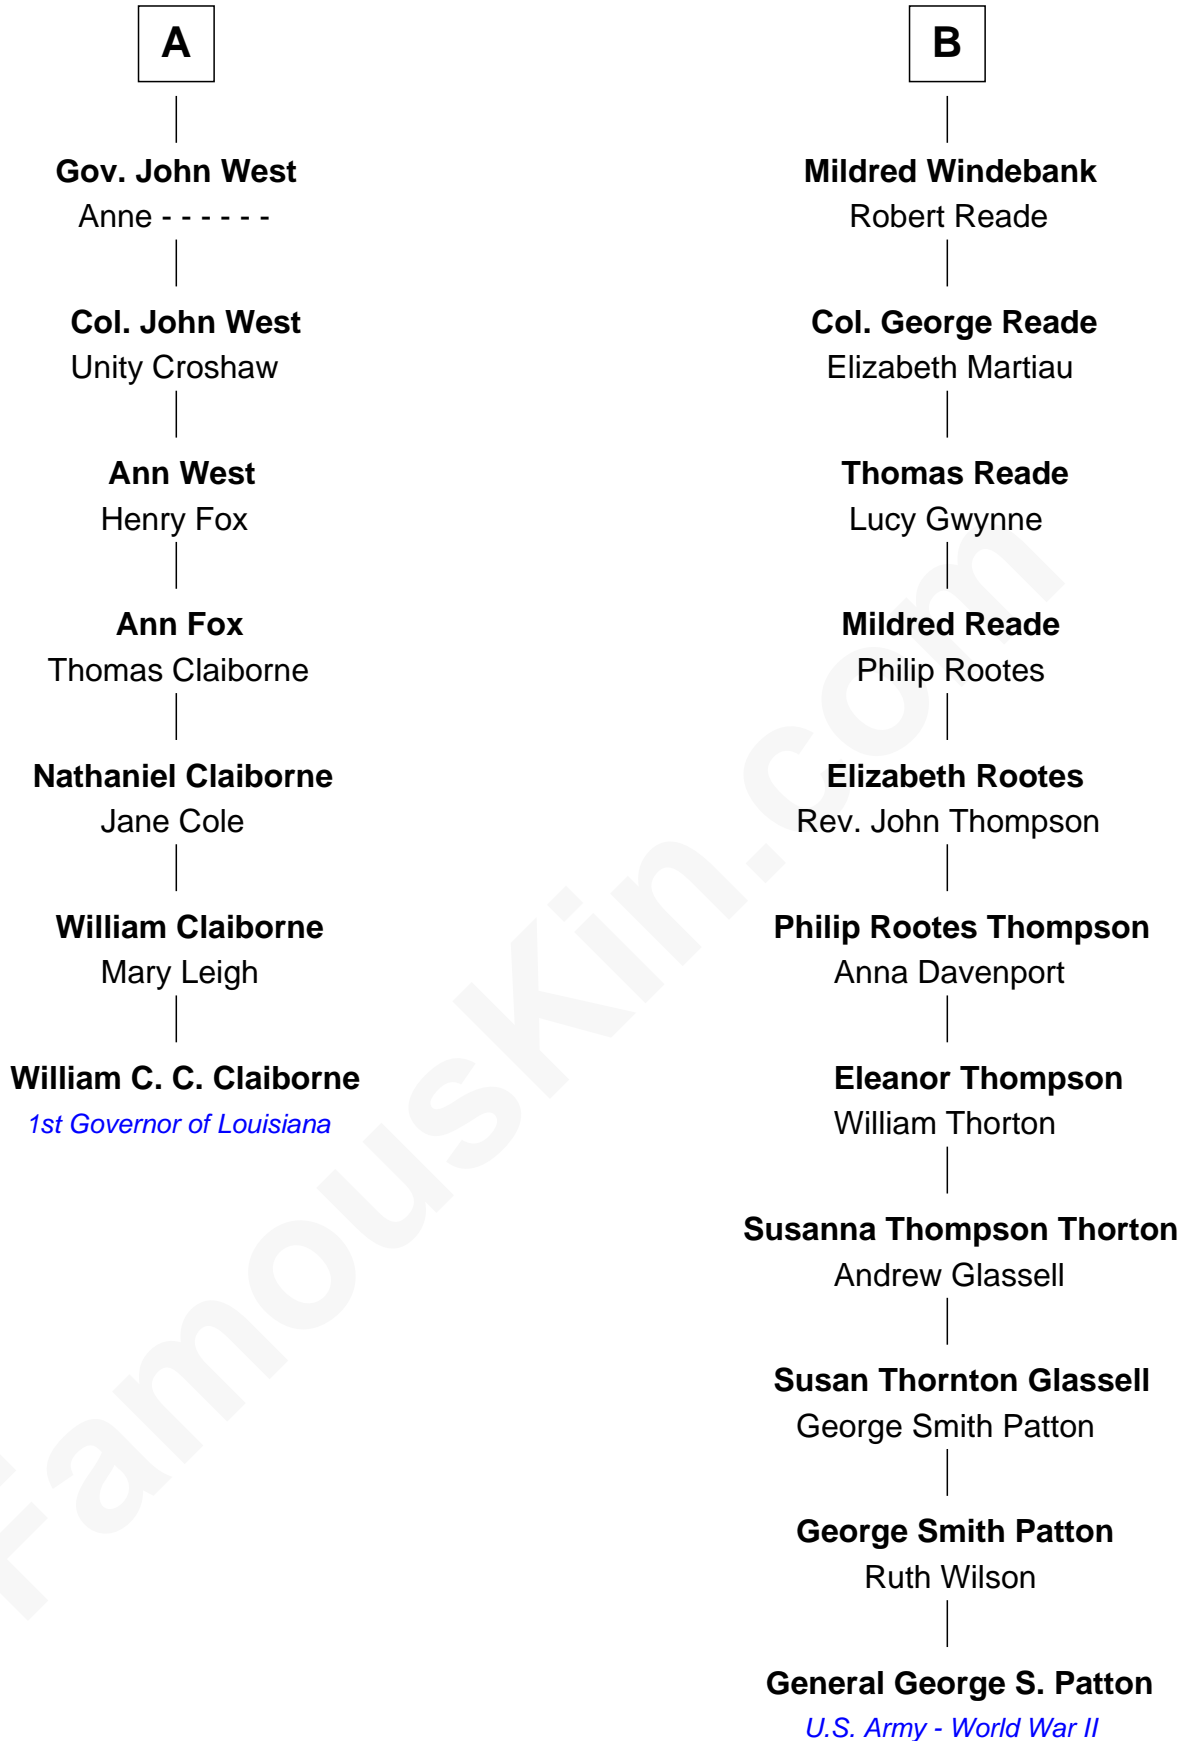 A
Gov. John West
Anne - - - - - -
Col. John West
Unity Croshaw
Ann West
Henry Fox
Ann Fox
Thomas Claiborne
Nathaniel Claiborne
Jane Cole
William Claiborne
Mary Leigh
William C. C. Claiborne
1st Governor of Louisiana
B
Mildred Windebank
Robert Reade
Col. George Reade
Elizabeth Martiau
Thomas Reade
Lucy Gwynne
Mildred Reade
Philip Rootes
Elizabeth Rootes
Rev. John Thompson
Philip Rootes Thompson
Anna Davenport
Eleanor Thompson
William Thorton
Susanna Thompson Thorton
Andrew Glassell
Susan Thornton Glassell
George Smith Patton
George Smith Patton
Ruth Wilson
General George S. Patton
U.S. Army - World War II
FamousKin.com